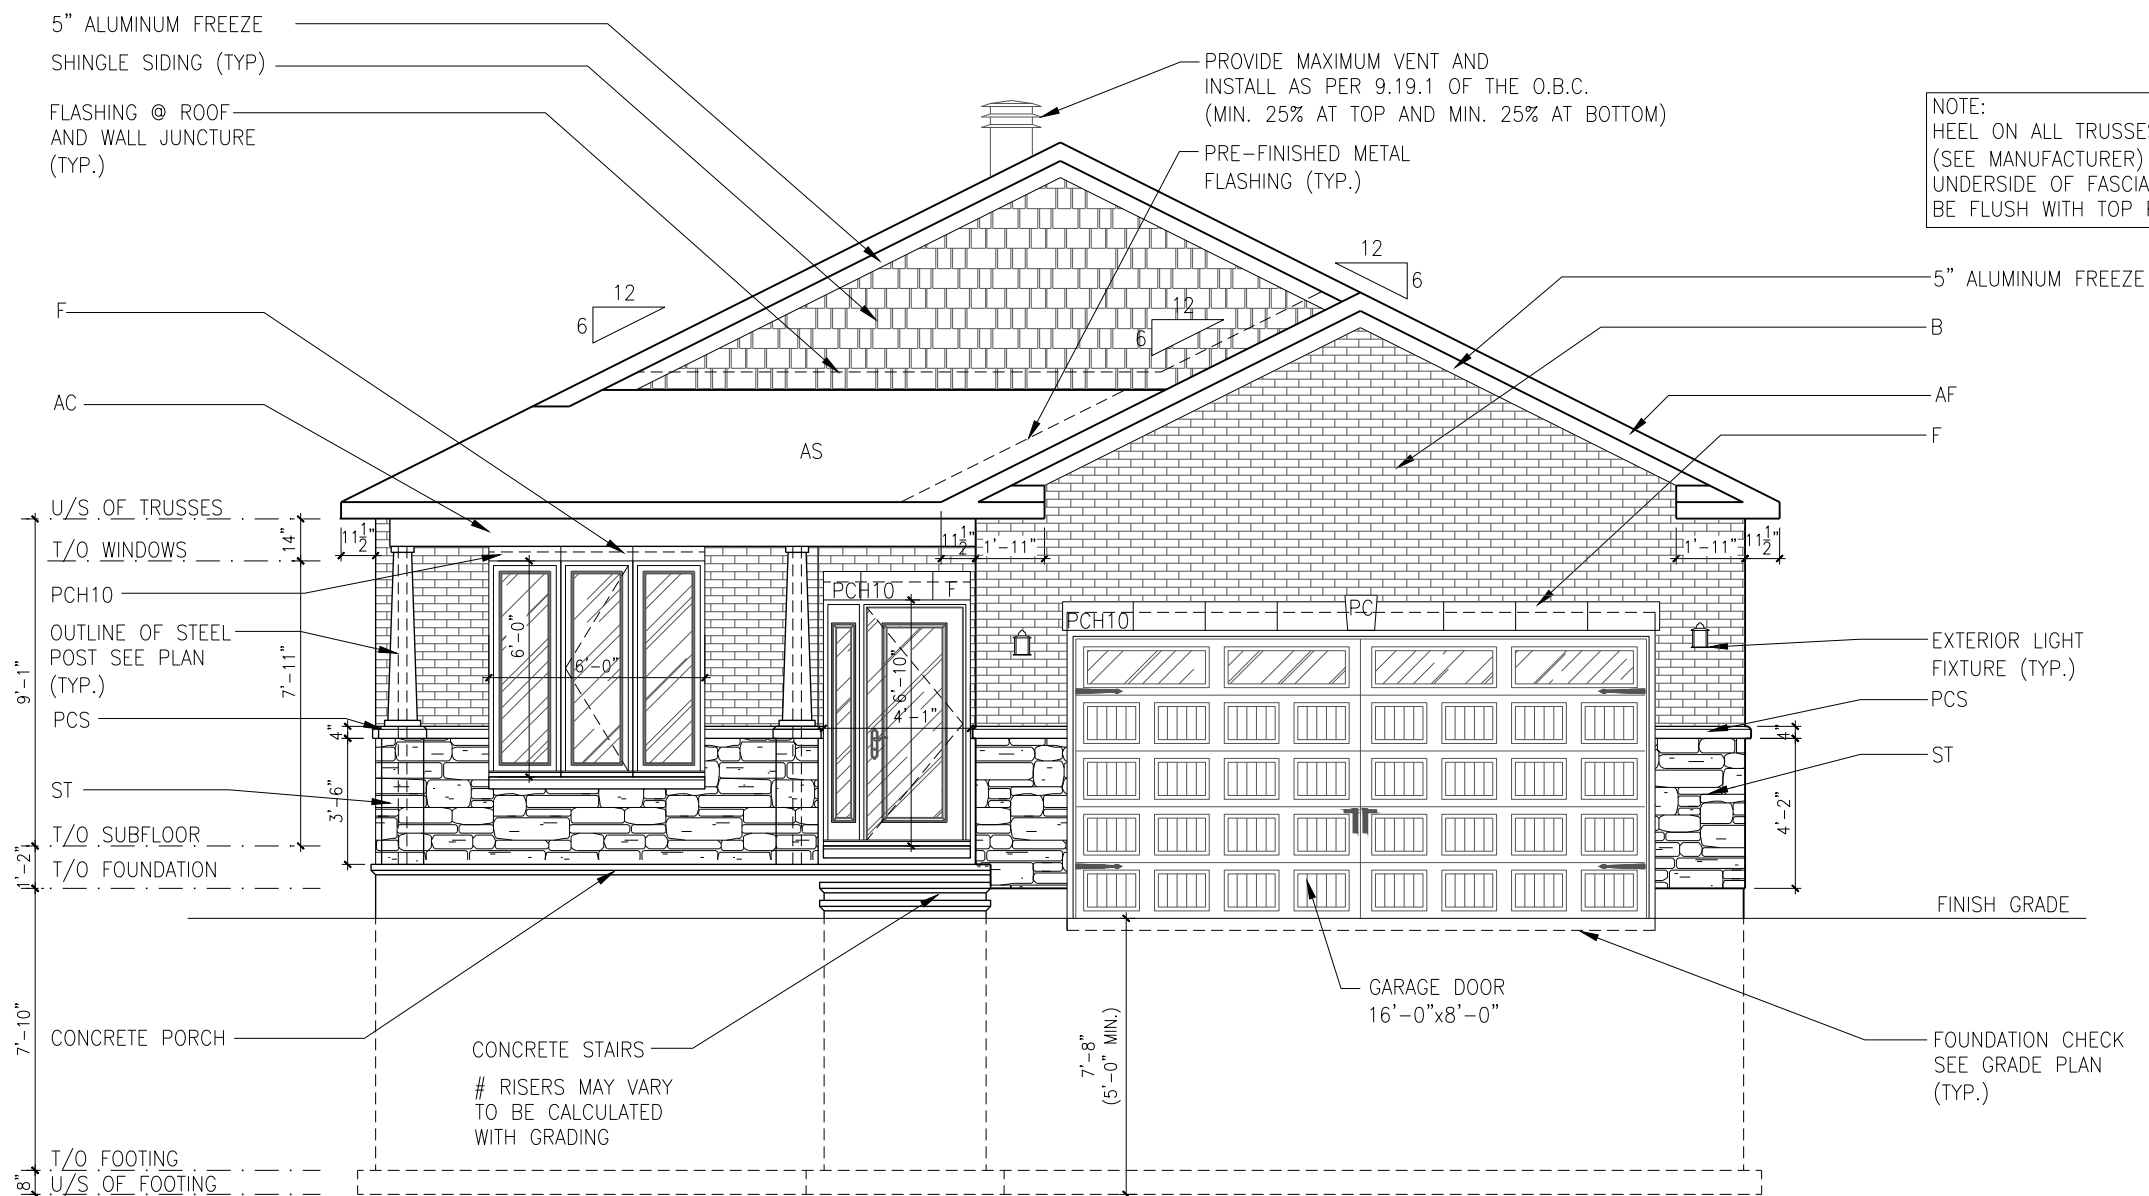 5" ALUMINUM FREEZE
SHINGLE SIDING (TYP)
FLASHING @ ROOF
AND WALL JUNCTURE
(TYP.)
PROVIDE MAXIMUM VENT AND
INSTALL AS PER 9.19.1 OF THE O.B.C.
(MIN. 25% AT TOP AND MIN. 25% AT BOTTOM)
PRE-FINISHED METAL
FLASHING (TYP.)
NOTE:
HEEL ON ALL TRUSSES
(SEE MANUFACTURER)
UNDERSIDE OF FASCIA
BE FLUSH WITH TOP
12
6
12
6
12
6
5" ALUMINUM FREEZE
B
AF
F
F
AC
AS
U/S OF TRUSSES
T/O WINDOWS
14"
11 1/2"
11 1/2"
1'-11"
1'-11"
11 1/2"
PCH10
OUTLINE OF STEEL
POST SEE PLAN
(TYP.)
PCS
ST
T/O SUBFLOOR
T/O FOUNDATION
9'-1"
7'-11"
4"
3'-6"
1'-2"
6'-0"
6'-0"
PCH10
F
6'-10"
4'-1"
PCH10
PC
EXTERIOR LIGHT
FIXTURE (TYP.)
PCS
ST
4"
4'-2"
FINISH GRADE
GARAGE DOOR
16'-0"x8'-0"
7'-8"
(5'-0" MIN.)
FOUNDATION CHECK
SEE GRADE PLAN
(TYP.)
7'-10"
CONCRETE PORCH
CONCRETE STAIRS
# RISERS MAY VARY
TO BE CALCULATED
WITH GRADING
T/O FOOTING
U/S OF FOOTING
8"